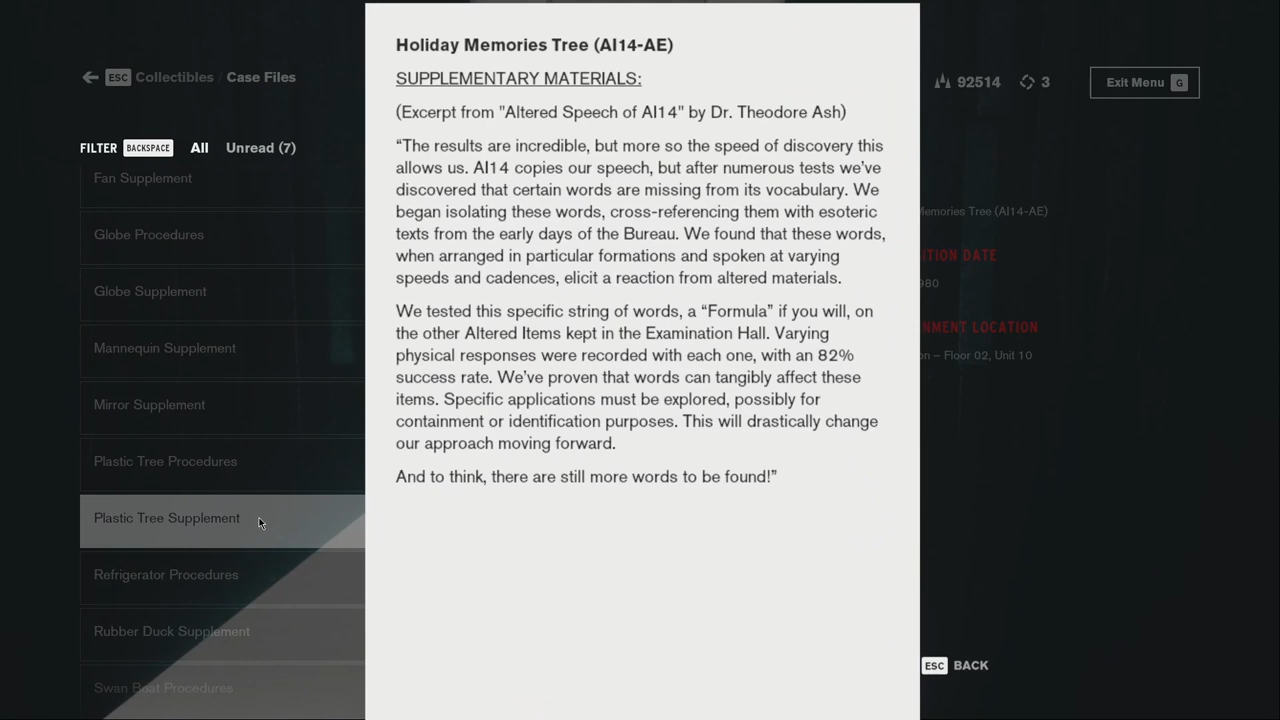 Holiday Memories Tree (AI14-AE)
SUPPLEMENTARY MATERIALS:
(Excerpt from "Altered Speech of AI14" by Dr. Theodore Ash)
“The results are incredible, but more so the speed of discovery this
allows us. AI14 copies our speech, but after numerous tests we’ve
discovered that certain words are missing from its vocabulary. We
began isolating these words, cross-referencing them with esoteric
texts from the early days of the Bureau. We found that these words,
when arranged in particular formations and spoken at varying
speeds and cadences, elicit a reaction from altered materials.
We tested this specific string of words, a “Formula” if you will, on
the other Altered Items kept in the Examination Hall. Varying
physical responses were recorded with each one, with an 82%
success rate. We’ve proven that words can tangibly affect these
items. Specific applications must be explored, possibly for
containment or identification purposes. This will drastically change
our approach moving forward.
And to think, there are still more words to be found!”
ESC Collectibles / Case Files
FILTER BACKSPACE All Unread (7)
Fan Supplement
Globe Procedures
Globe Supplement
Mannequin Supplement
Mirror Supplement
Plastic Tree Procedures
Plastic Tree Supplement
Refrigerator Procedures
Rubber Duck Supplement
Swan Boat Procedures
92514 3
Exit Menu G
Memories Tree (AI14-AE)
ITION DATE
980
NMENT LOCATION
on – Floor 02, Unit 10
ESC BACK